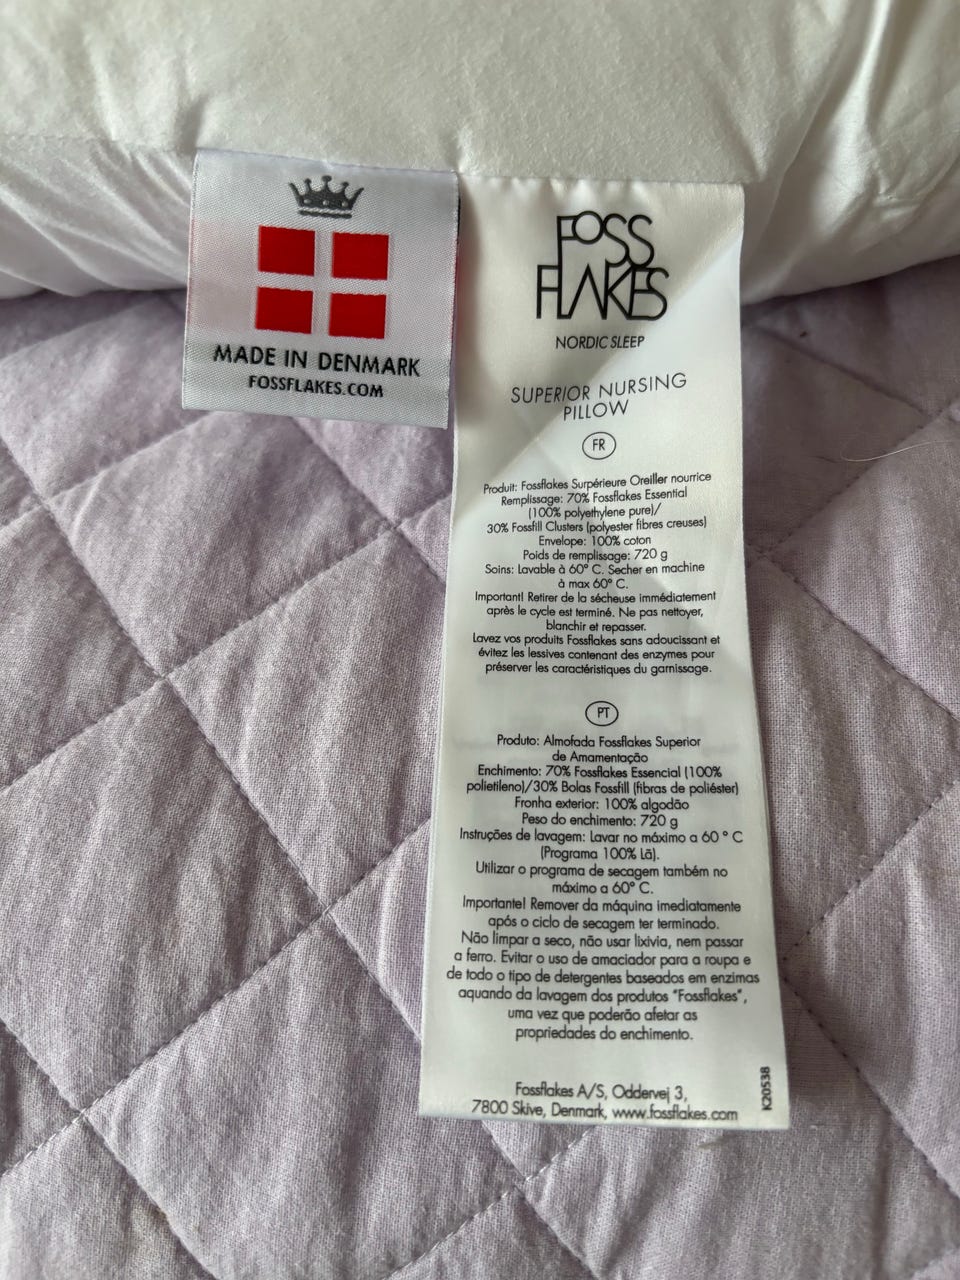 MADE IN DENMARK
FOSSFLAKES.COM
FOSS
FLAKES
NORDIC SLEEP
SUPERIOR NURSING
PILLOW
FR
Produit: Fossflakes Surpérieure Oreiller nourrice
Remplissage: 70% Fossflakes Essential
(100% polyethylene pure)/
30% Fossfill Clusters (polyester fibres creuses)
Envelope: 100% coton
Poids de remplissage: 720 g
Soins: Lavable à 60° C. Secher en machine
à max 60° C.
Important! Retirer de la sécheuse immédiatement
après le cycle est terminé. Ne pas nettoyer,
blanchir et repasser.
Lavez vos produits Fossflakes sans adoucissant et
évitez les lessives contenant des enzymes pour
préserver les caractéristiques du garnissage.
PT
Produto: Almofada Fossflakes Superior
de Amamentação
Enchimento: 70% Fossflakes Essencial (100%
polietileno)/30% Bolas Fossfill (fibras de poliéster)
Fronha exterior: 100% algodão
Peso do enchimento: 720 g
Instruções de lavagem: Lavar no máximo a 60 ° C
(Programa 100% Lã).
Utilizar o programa de secagem também no
máximo a 60° C.
Importante! Remover da máquina imediatamente
após o ciclo de secagem ter terminado.
Não limpar a seco, não usar lixivia, nem passar
a ferro. Evitar o uso de amaciador para a roupa e
de todo o tipo de detergentes baseados em enzimas
aquando da lavagem dos produtos "Fossflakes",
uma vez que poderão afetar as
propriedades do enchimento.
Fossflakes A/S, Oddervej 3,
7800 Skive, Denmark, www.fossflakes.com
K20538